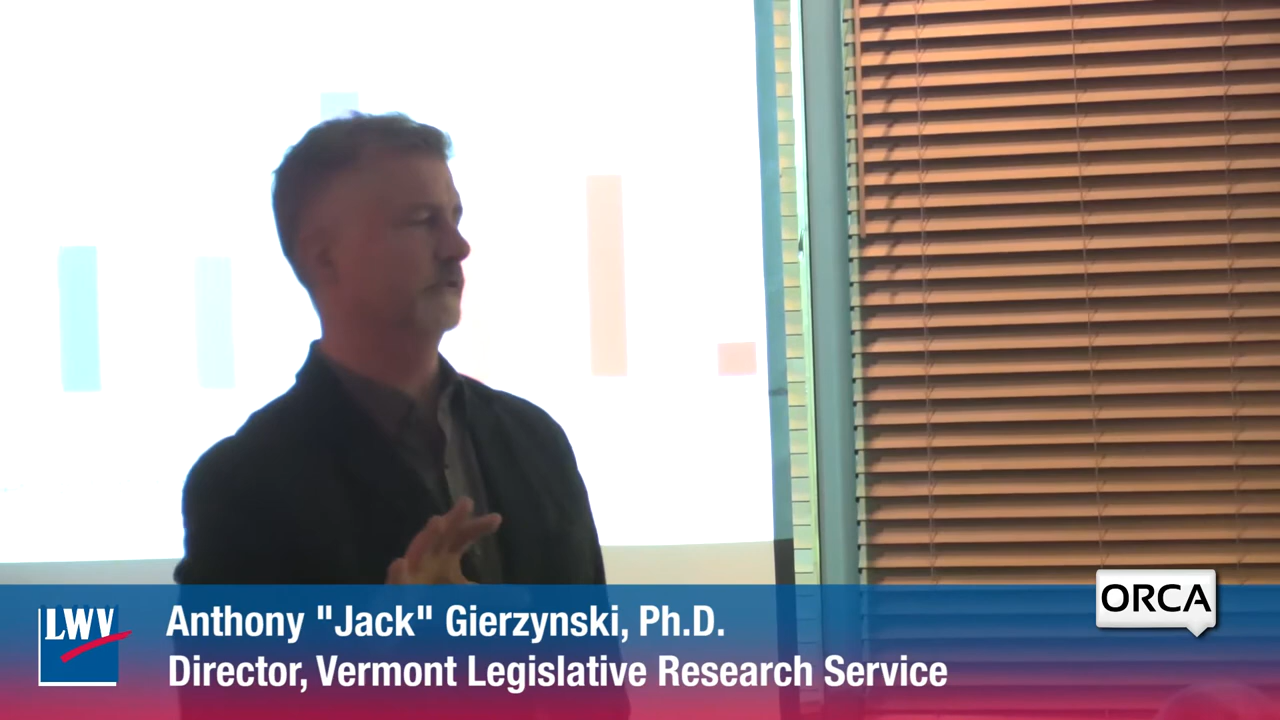 ORCA
LWV
Anthony "Jack" Gierzynski, Ph.D.
Director, Vermont Legislative Research Service